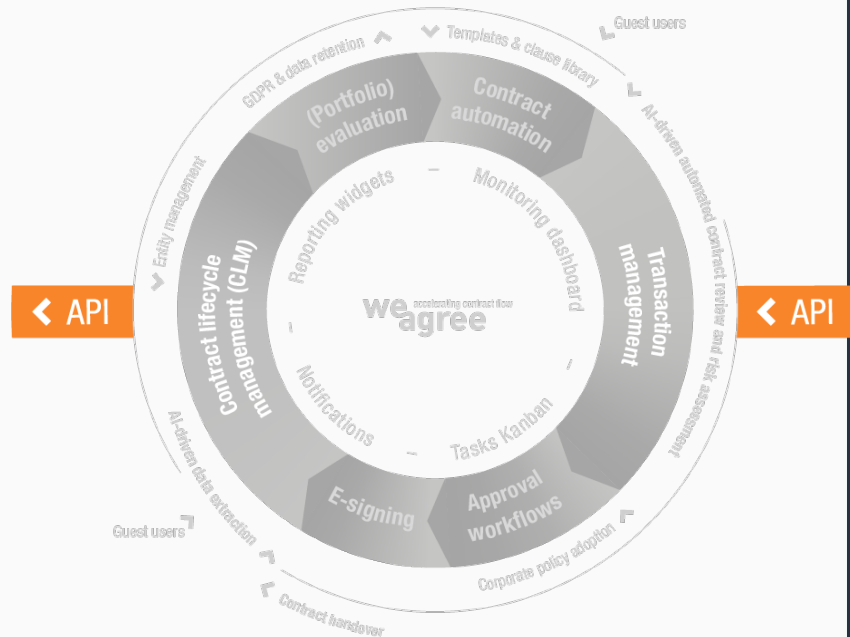 Guest users
Templates & clause library
GDPR & data retention
AI-driven automated contract review and risk assessment
Entity management
(Portfolio)
evaluation
Contract
automation
Reporting widgets
Monitoring dashboard
Contract lifecycle
management (CLM)
Transaction
management
API
weagree
accelerating contract flow
API
Notifications
Tasks Kanban
E-signing
Approval
workflows
AI-driven data extraction
Guest users
Corporate policy adoption
Contract handover